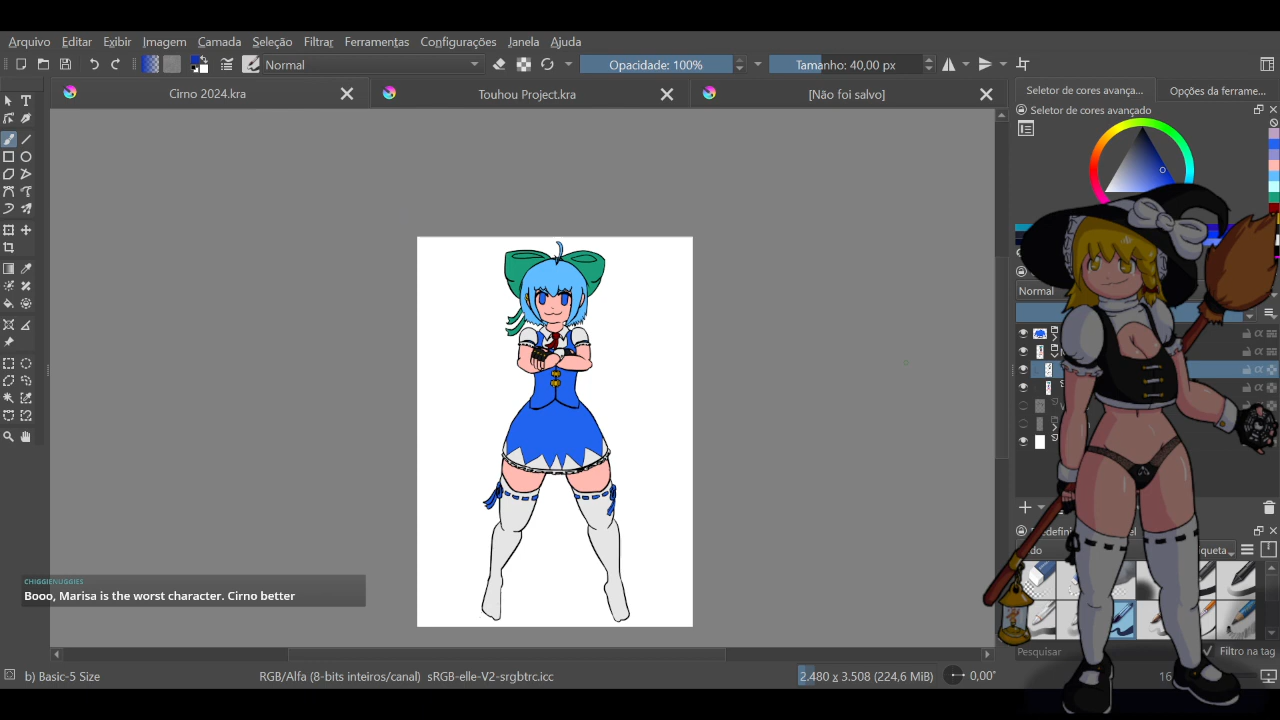 Arquivo Editar Exibir Imagem Camada Seleção Filtrar Ferramentas Configurações Janela Ajuda
Normal Opacidade: 100% Tamanho: 40,00 px
Cirno 2024.kra Touhou Project.kra [Não foi salvo] Seletor de cores avança... Opções da ferrame...
Seletor de cores avançado
Normal
CHIGGIENUGGIES
Booo, Marisa is the worst character. Cirno better
Pesquisar Filtro na tag
b) Basic-5 Size RGB/Alfa (8-bits inteiros/canal) sRGB-elle-V2-srgbtrc.icc 2.480 x 3.508 (224,6 MiB) 0,00° 16